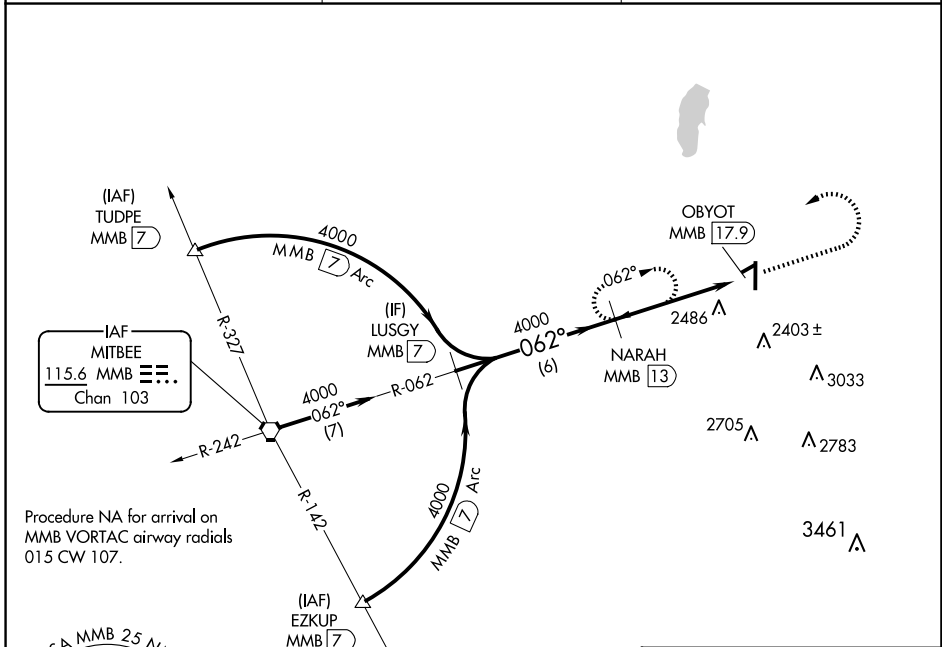 (IAF)
TUDPE
MMB 7
4000
MMB 7 Arc
R-327
OBYOT
MMB 17.9
062°
(IF)
LUSGY
MMB 7
4000
062°
(6)
2486
2403 ±
NARAH
MMB 13
3033
IAF
MITBEE
115.6 MMB
Chan 103
4000
062°
(7)
R-062
R-242
2705
2783
R-142
4000
MMB 7 Arc
Procedure NA for arrival on
MMB VORTAC airway radials
015 CW 107.
3461
(IAF)
EZKUP
MMB 7
MMB 25